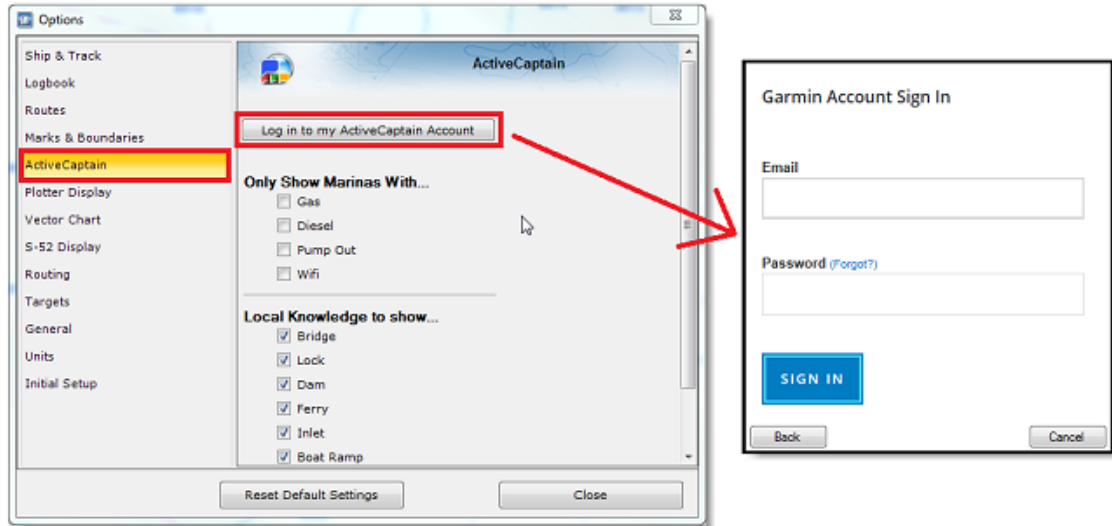 Options
Ship & Track
Logbook
Routes
Marks & Boundaries
ActiveCaptain
Plotter Display
Vector Chart
S-52 Display
Routing
Targets
General
Units
Initial Setup
ActiveCaptain
Log in to my ActiveCaptain Account
Only Show Marinas With...
Gas
Diesel
Pump Out
Wifi
Local Knowledge to show...
Bridge
Lock
Dam
Ferry
Inlet
Boat Ramp
Reset Default Settings
Close
Garmin Account Sign In
Email
Password (Forgot?)
SIGN IN
Back
Cancel